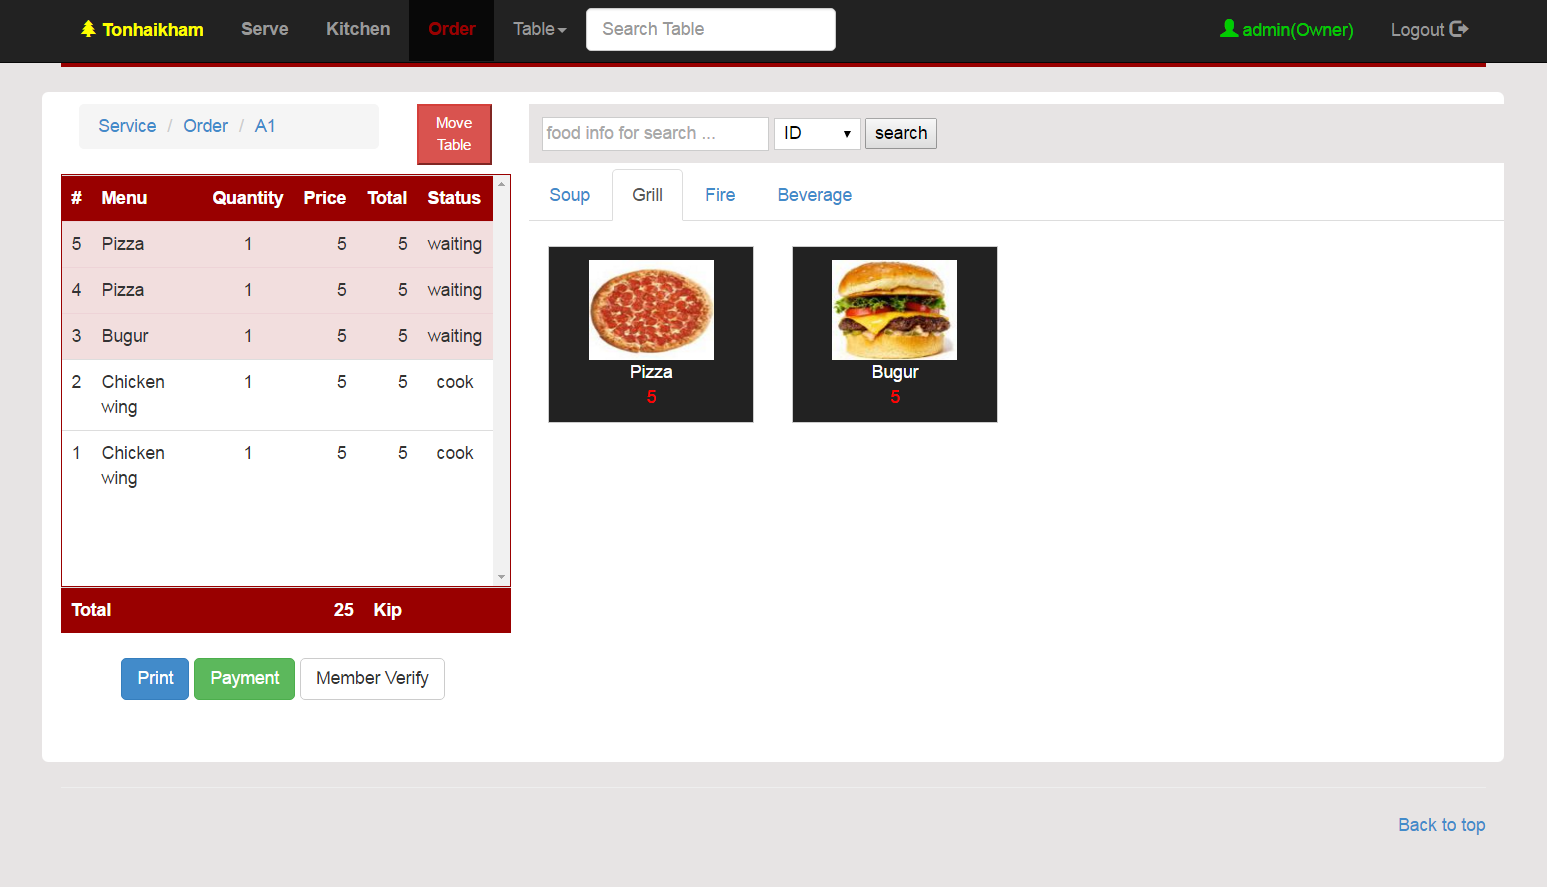 Tonhaikham Serve Kitchen Order Table Search Table admin(Owner) Logout
Service / Order / A1
Move
Table
food info for search ... ID search
Soup Grill Fire Beverage
# Menu Quantity Price Total Status
5 Pizza 1 5 5 waiting
4 Pizza 1 5 5 waiting
3 Bugur 1 5 5 waiting
2 Chicken wing 1 5 5 cook
1 Chicken wing 1 5 5 cook
Total 25 Kip
Print Payment Member Verify
Pizza
5
Bugur
5
Back to top